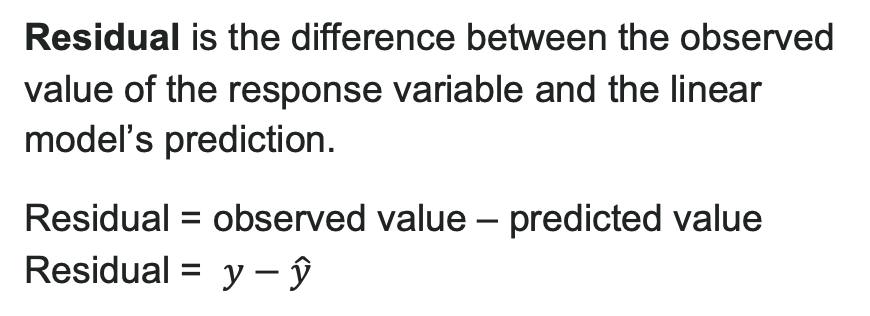 Residual is the difference between the observed
value of the response variable and the linear
model’s prediction.
Residual = observed value – predicted value
Residual = y – ŷ